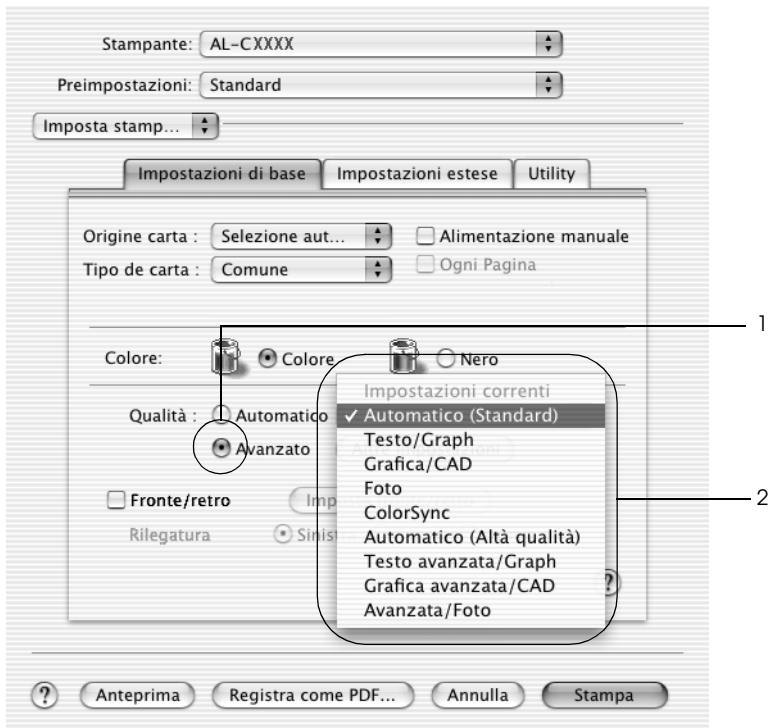 Stampante: AL-CXXXX
Preimpostazioni: Standard
Imposta stamp...
Impostazioni di base Impostazioni estese Utility
Origine carta : Selezione aut... Alimentazione manuale
Tipo de carta : Comune Ogni Pagina
1
Colore: Colore Nero
Impostazioni correnti
Qualità : Automatico ✓ Automatico (Standard)
Testo/Graph
Avanzato
Grafica/CAD
Foto
2
Fronte/retro
ColorSync
Rilegatura Automatico (Altà qualità)
Testo avanzata/Graph
Grafica avanzata/CAD
?
Avanzata/Foto
? Anteprima Registra come PDF... Annulla Stampa